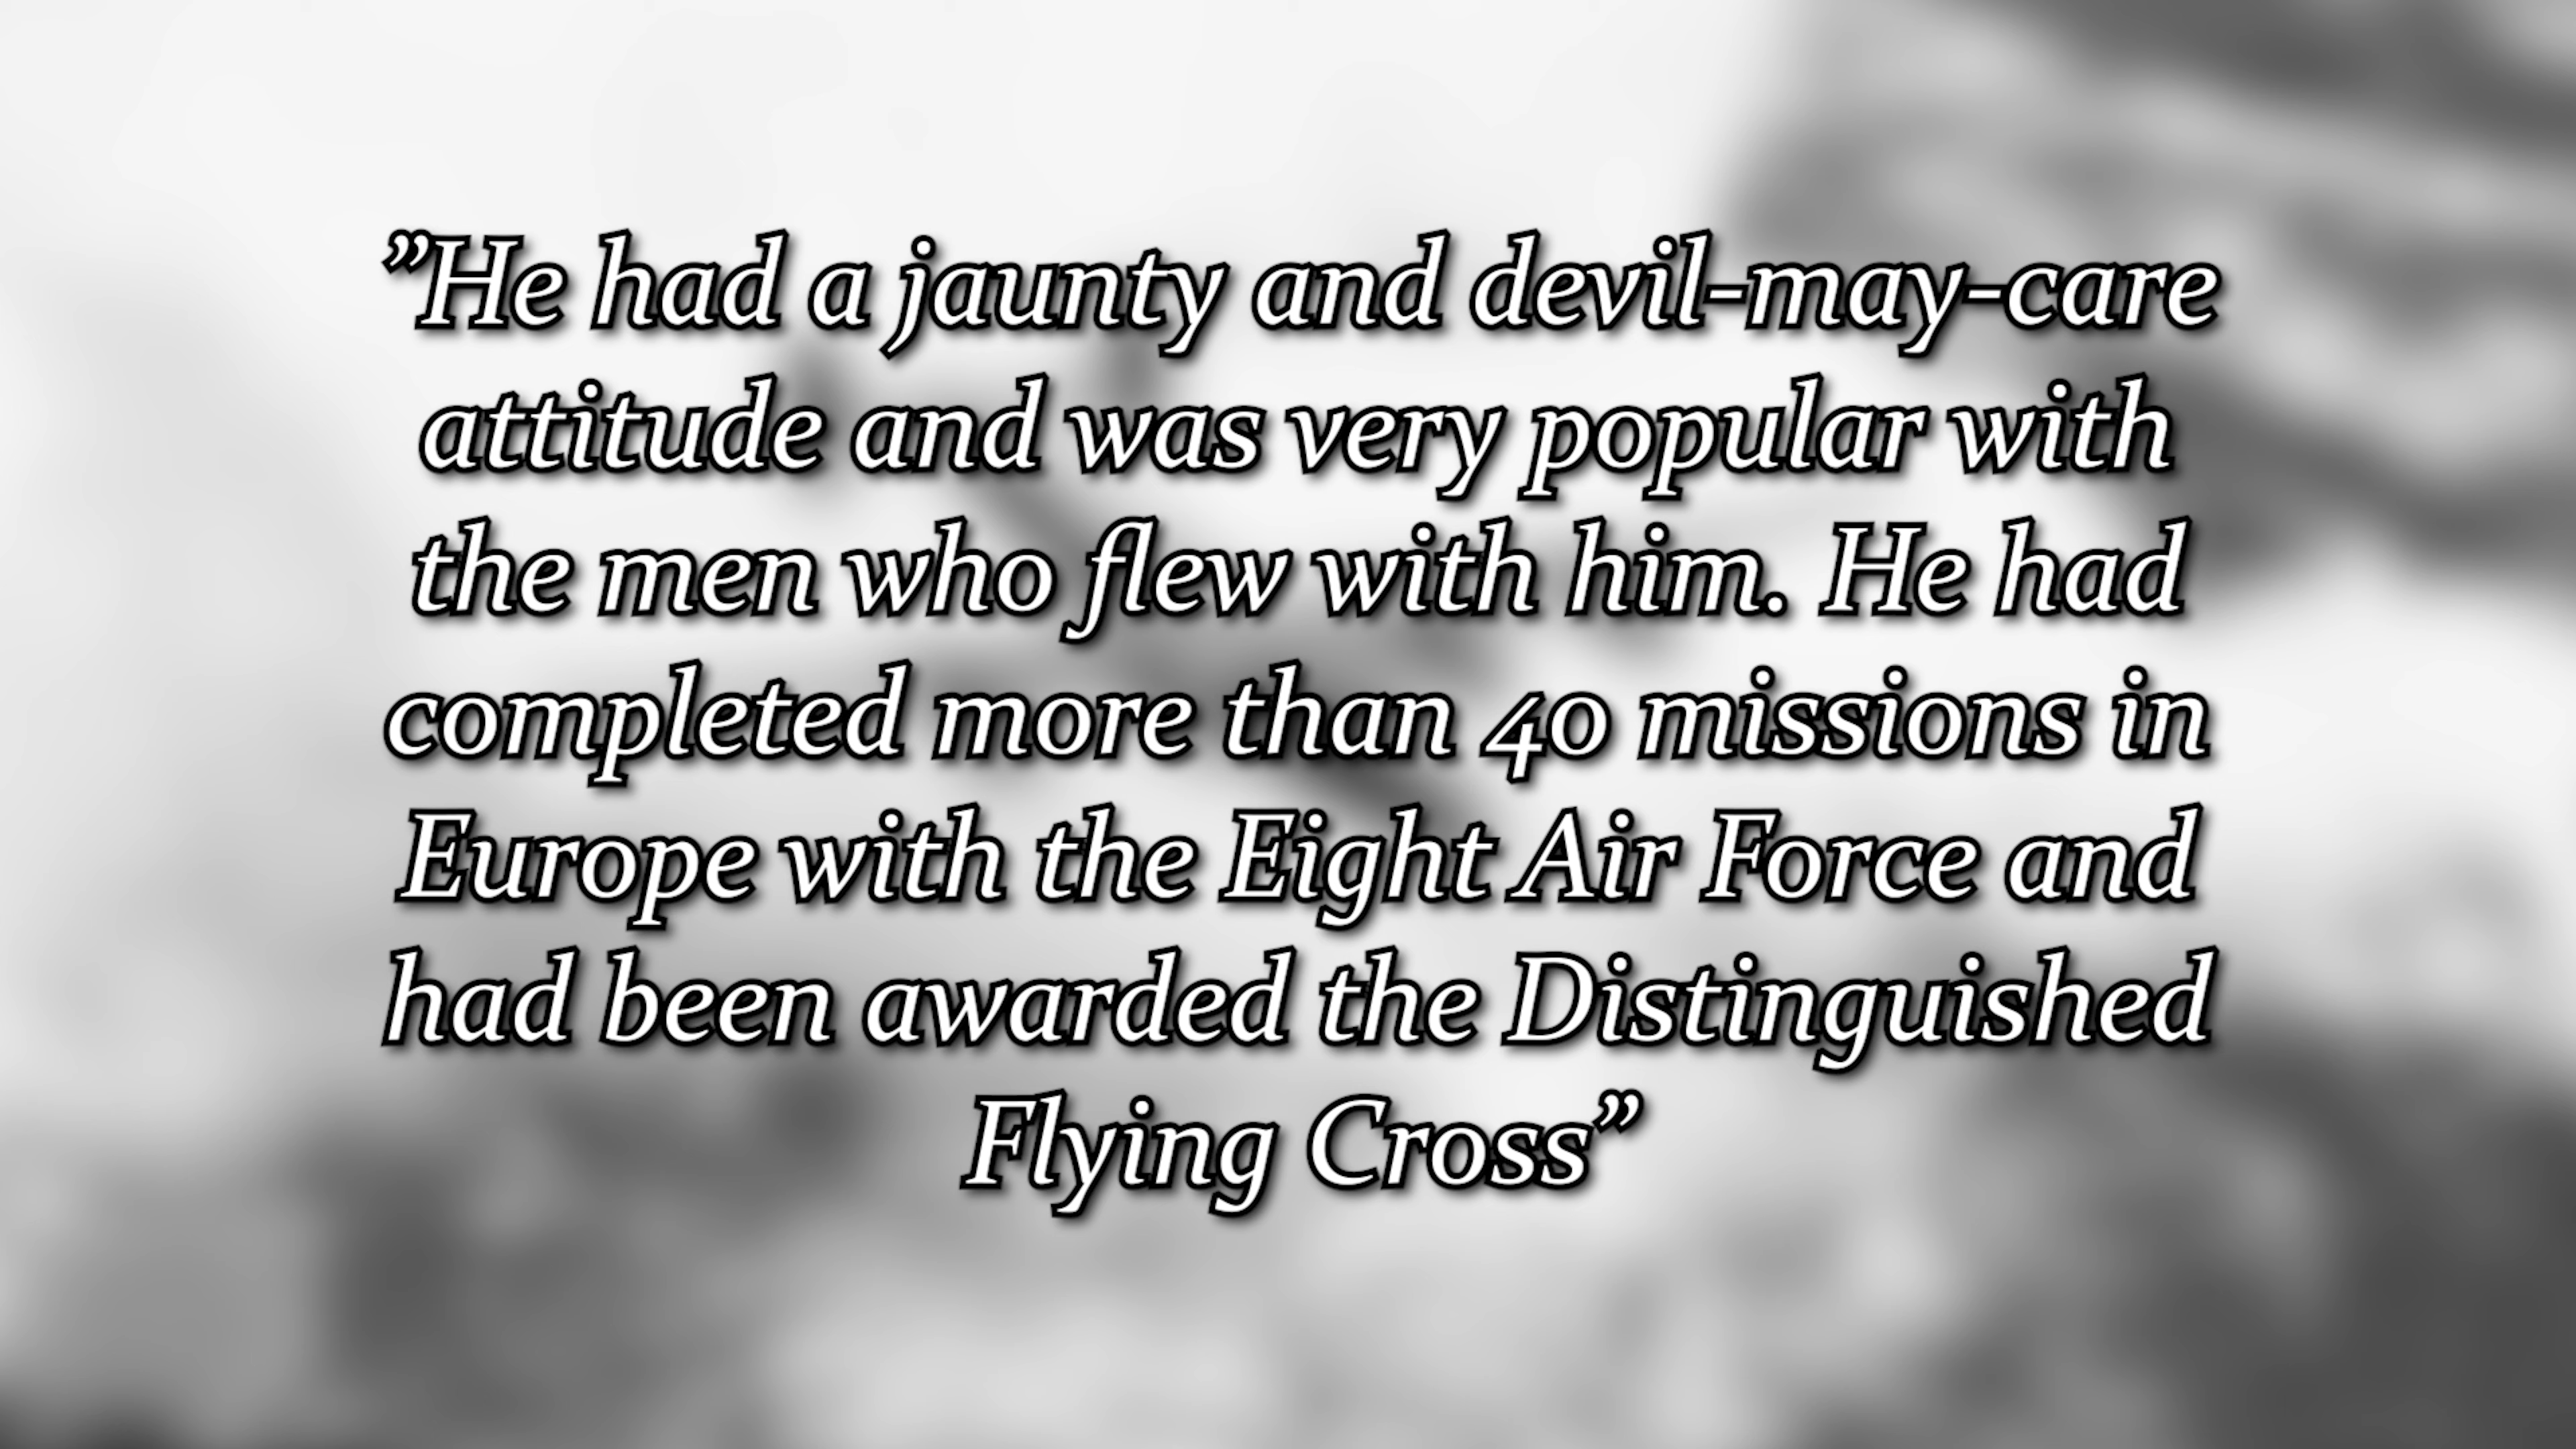 ”He had a jaunty and devil-may-care
attitude and was very popular with
the men who flew with him. He had
completed more than 40 missions in
Europe with the Eight Air Force and
had been awarded the Distinguished
Flying Cross”